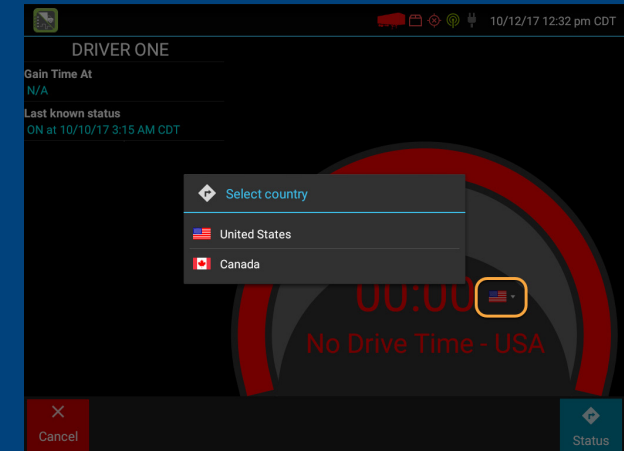 10/12/17 12:32 pm CDT
DRIVER ONE
Gain Time At
N/A
Last known status
ON at 10/10/17 3:15 AM CDT
Select country
United States
Canada
00:00
No Drive Time - USA
Cancel
Status